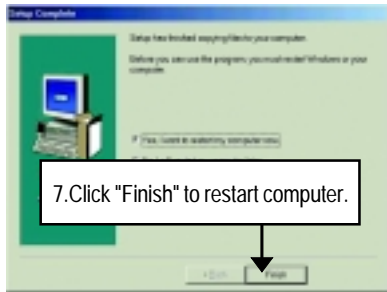 Setup Complete
Setup has finished copying files to your computer.
Before you can use the program, you must restart Windows or your
computer.
Yes, I want to restart my computer now.
7.Click "Finish" to restart computer.
< Back
Finish